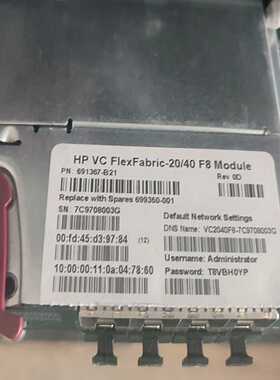 HP VC FlexFabric-20/40 F8 Module
PN: 691367-B21
Rev 0D
Replace with Spares 699350-001
SN: 7C9708003G
Default Network Settings
DNS Name: VC2040F8-7C9708003G
00:fd:45:d3:97:84 (12)
Username: Administrator
10:00:00:11:0a:04:78:60
Password: T8VBH0YP